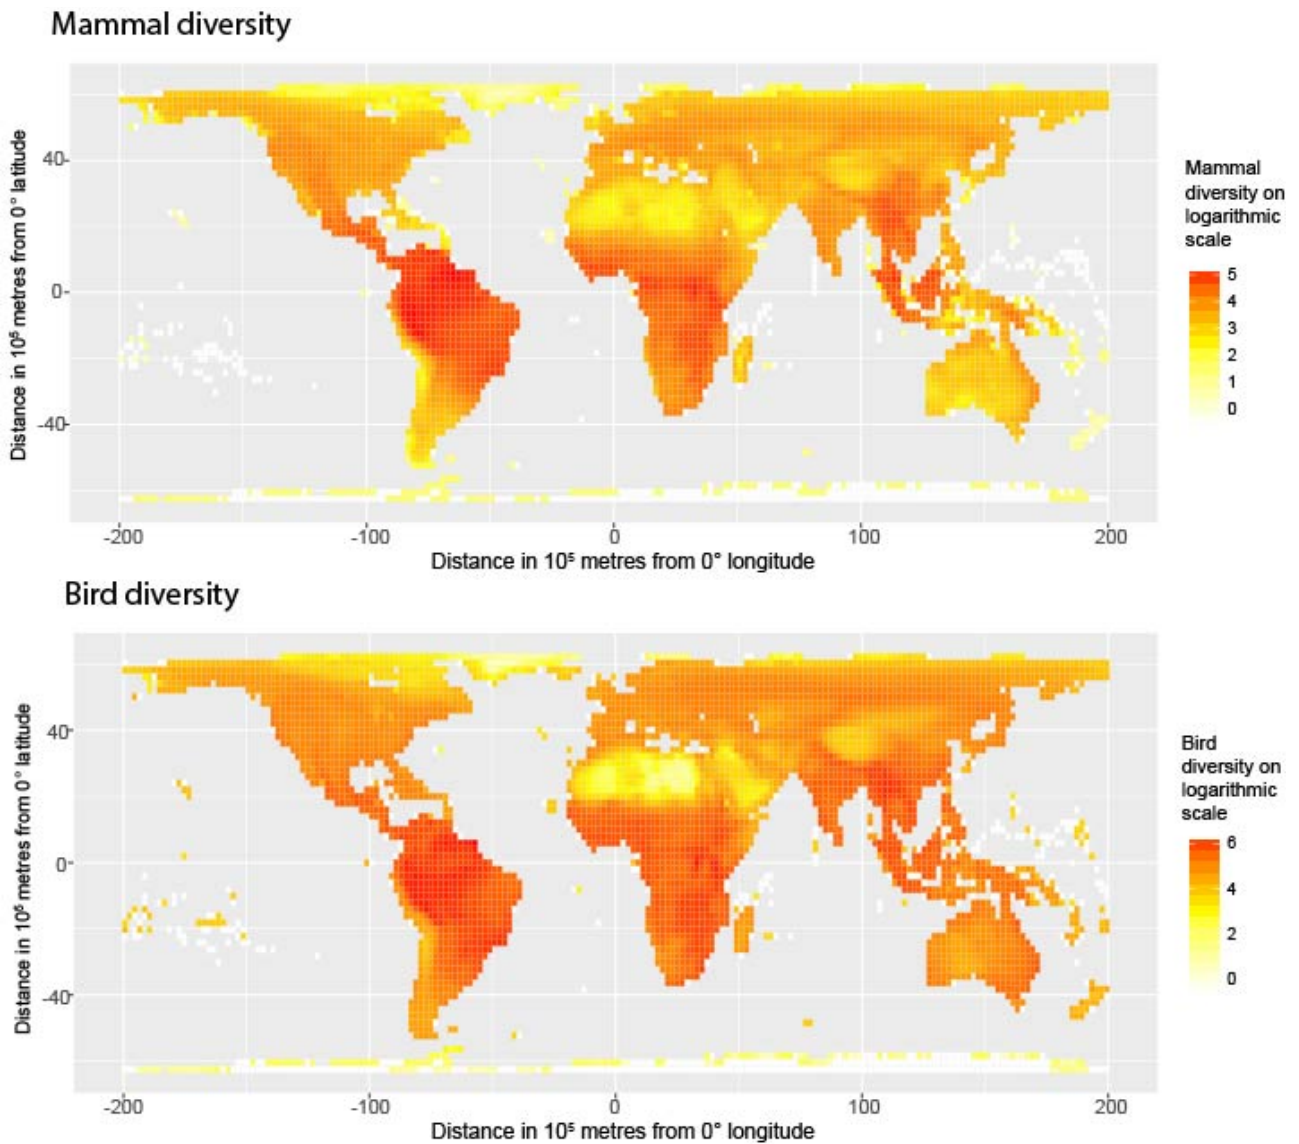 Mammal diversity
Distance in 10⁵ metres from 0° latitude
40
0
-40
-200
-100
0
100
200
Distance in 10⁵ metres from 0° longitude
Mammal
diversity on
logarithmic
scale
5
4
3
2
1
0
Bird diversity
Distance in 10⁵ metres from 0° latitude
40
0
-40
-200
-100
0
100
200
Distance in 10⁵ metres from 0° longitude
Bird
diversity on
logarithmic
scale
6
4
2
0